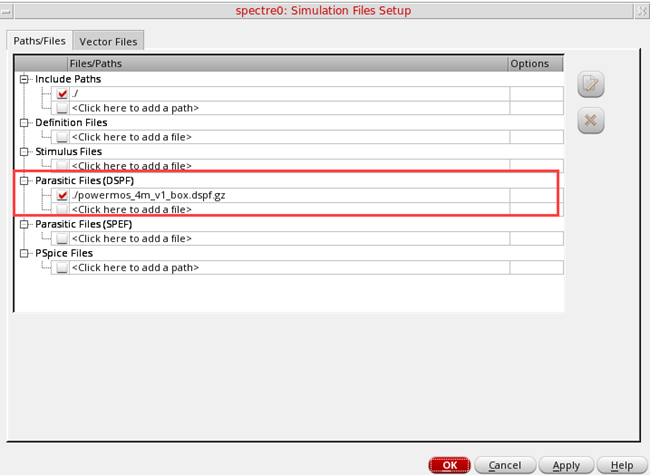 spectre0: Simulation Files Setup
Paths/Files Vector Files
Files/Paths Options
Include Paths
./
<Click here to add a path>
Definition Files
<Click here to add a file>
Stimulus Files
<Click here to add a file>
Parasitic Files (DSPF)
./powermos_4m_v1_box.dspf.gz
<Click here to add a file>
Parasitic Files (SPEF)
<Click here to add a file>
PSpice Files
<Click here to add a path>
OK Cancel Apply Help